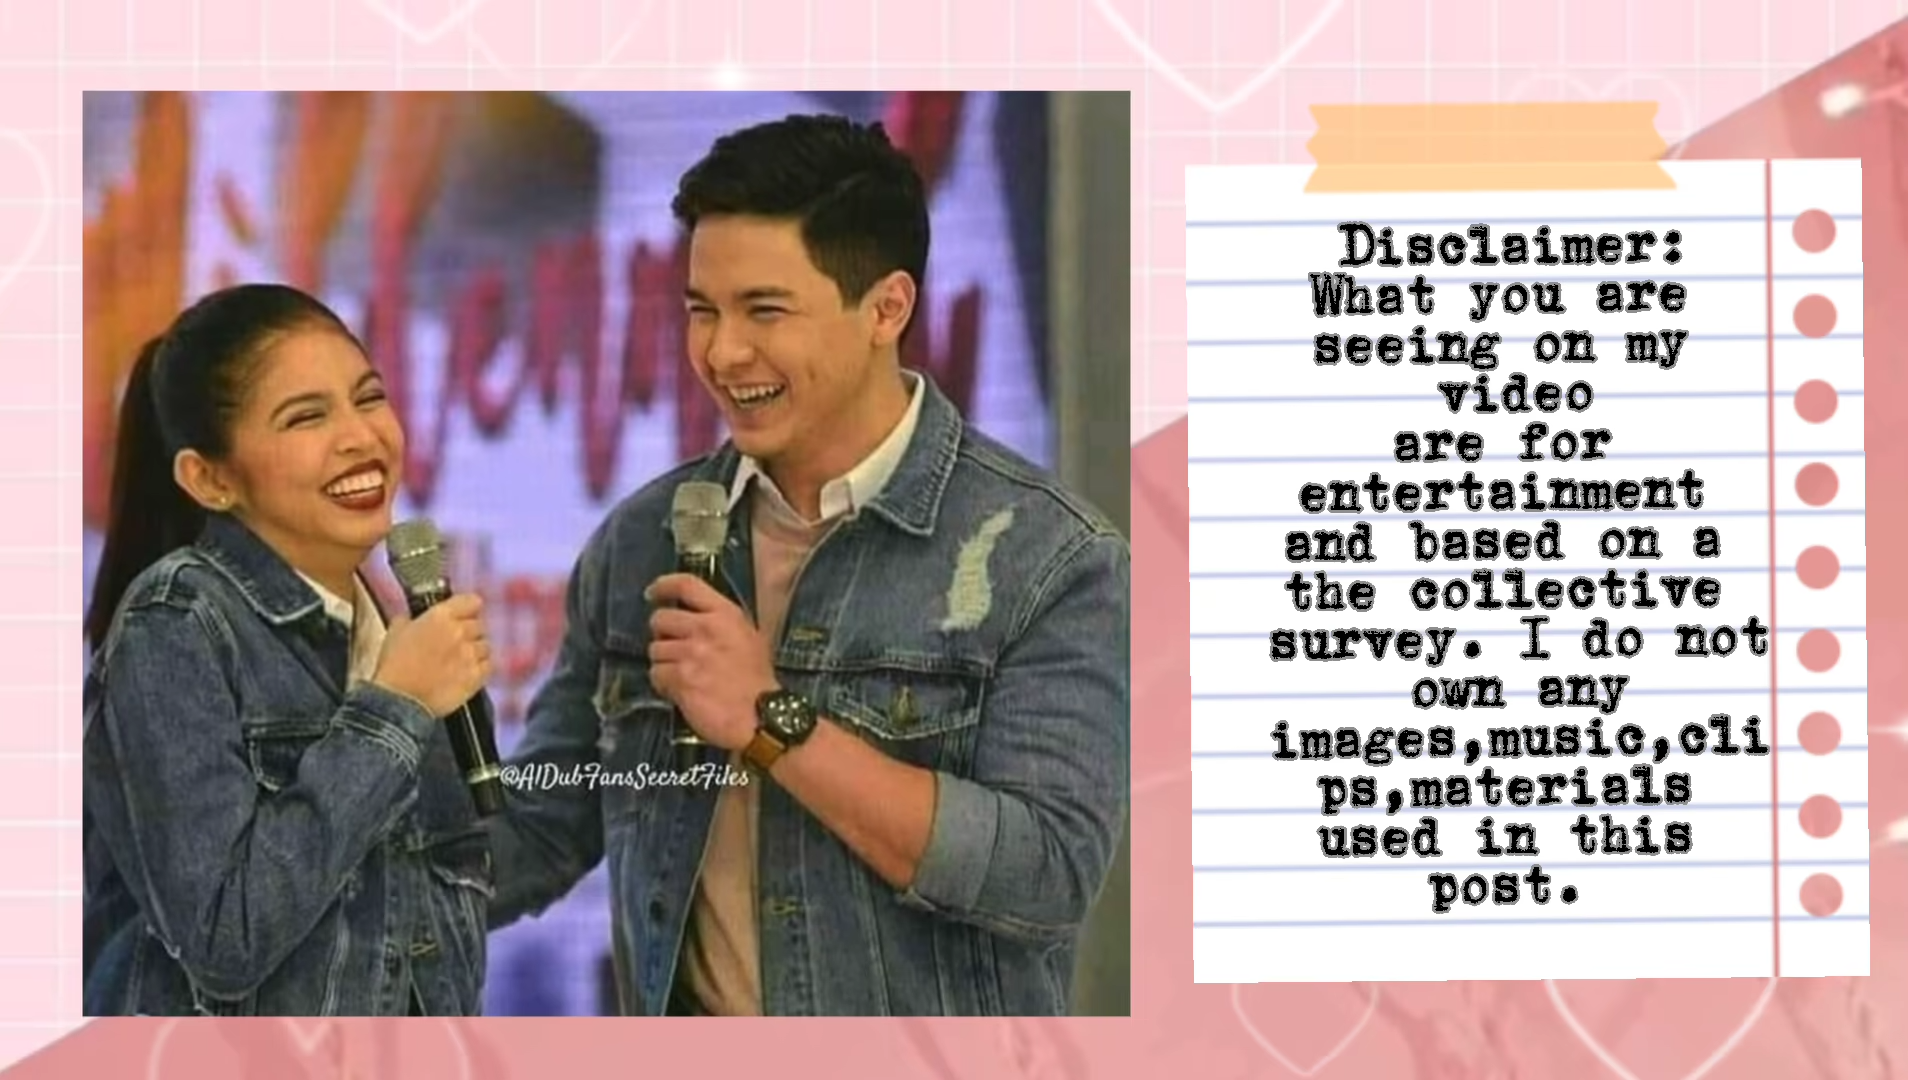 @AlDubFansSecretFiles
Disclaimer:
What you are
seeing on my
video
are for
entertainment
and based on a
the collective
survey. I do not
own any
images,music,cli
ps,materials
used in this
post.